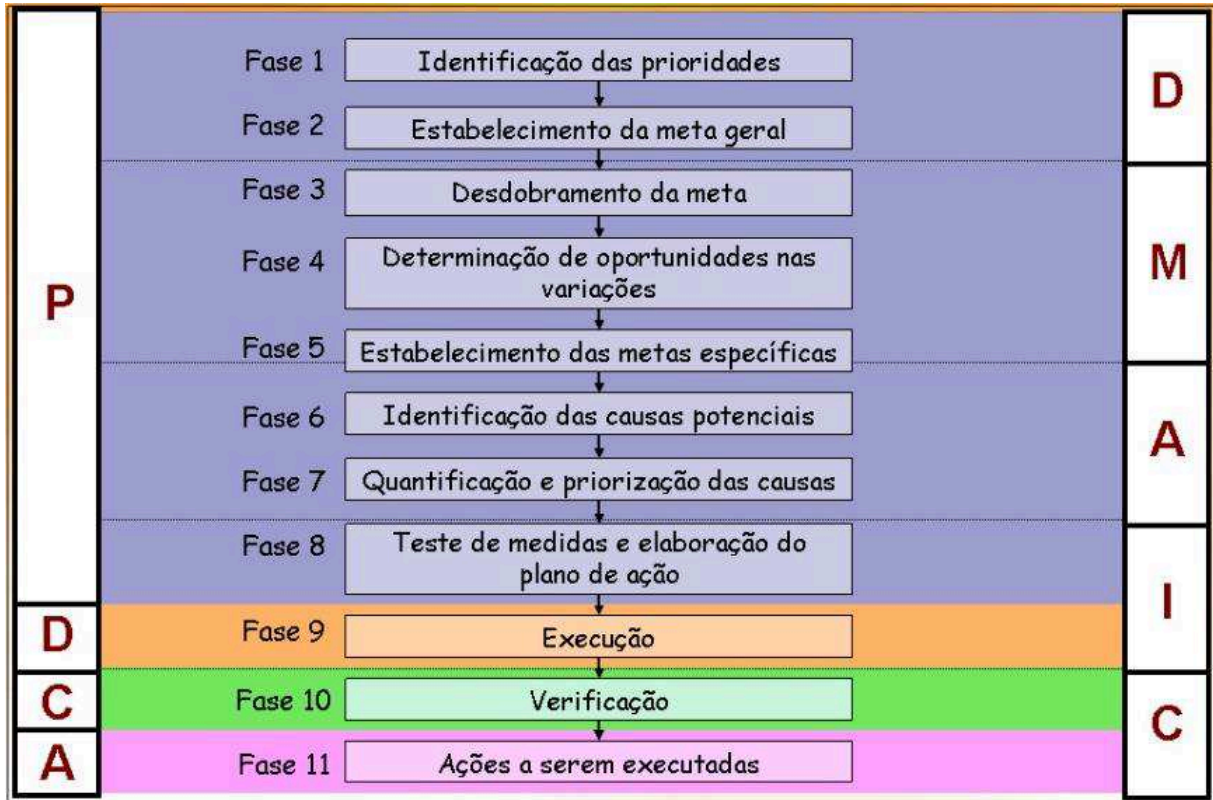 P
D
C
A
Fase 1 Identificação das prioridades
Fase 2 Estabelecimento da meta geral
Fase 3 Desdobramento da meta
Fase 4 Determinação de oportunidades nas
variações
Fase 5 Estabelecimento das metas específicas
Fase 6 Identificação das causas potenciais
Fase 7 Quantificação e priorização das causas
Fase 8 Teste de medidas e elaboração do
plano de ação
Fase 9 Execução
Fase 10 Verificação
Fase 11 Ações a serem executadas
D
M
A
I
C